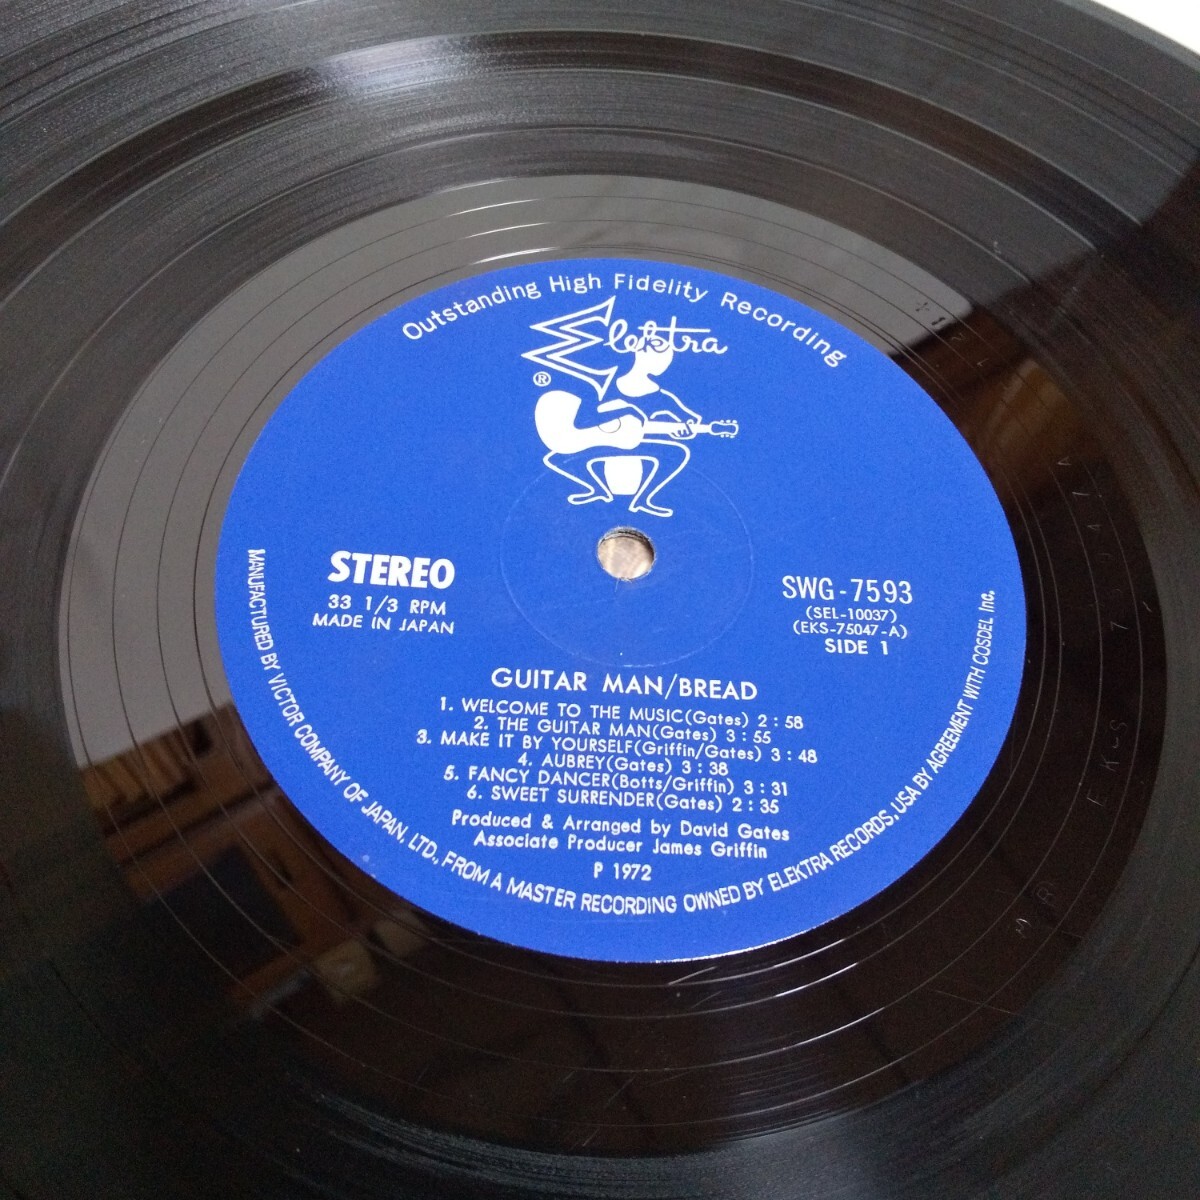 Outstanding High Fidelity Recording
Elektra
®
STEREO
33 1/3 RPM
MADE IN JAPAN
SWG-7593
(SEL-10037)
(EKS-75047-A)
SIDE 1
GUITAR MAN/BREAD
1. WELCOME TO THE MUSIC(Gates) 2:58
2. THE GUITAR MAN(Gates) 3:55
3. MAKE IT BY YOURSELF(Griffin/Gates) 3:48
4. AUBREY(Gates) 3:38
5. FANCY DANCER(Botts/Griffin) 3:31
6. SWEET SURRENDER(Gates) 2:35
Produced & Arranged by David Gates
Associate Producer James Griffin
P 1972
MANUFACTURED BY VICTOR COMPANY OF JAPAN, LTD., FROM A MASTER RECORDING OWNED BY ELEKTRA RECORDS, USA BY AGREEMENT WITH COSDEL Inc.